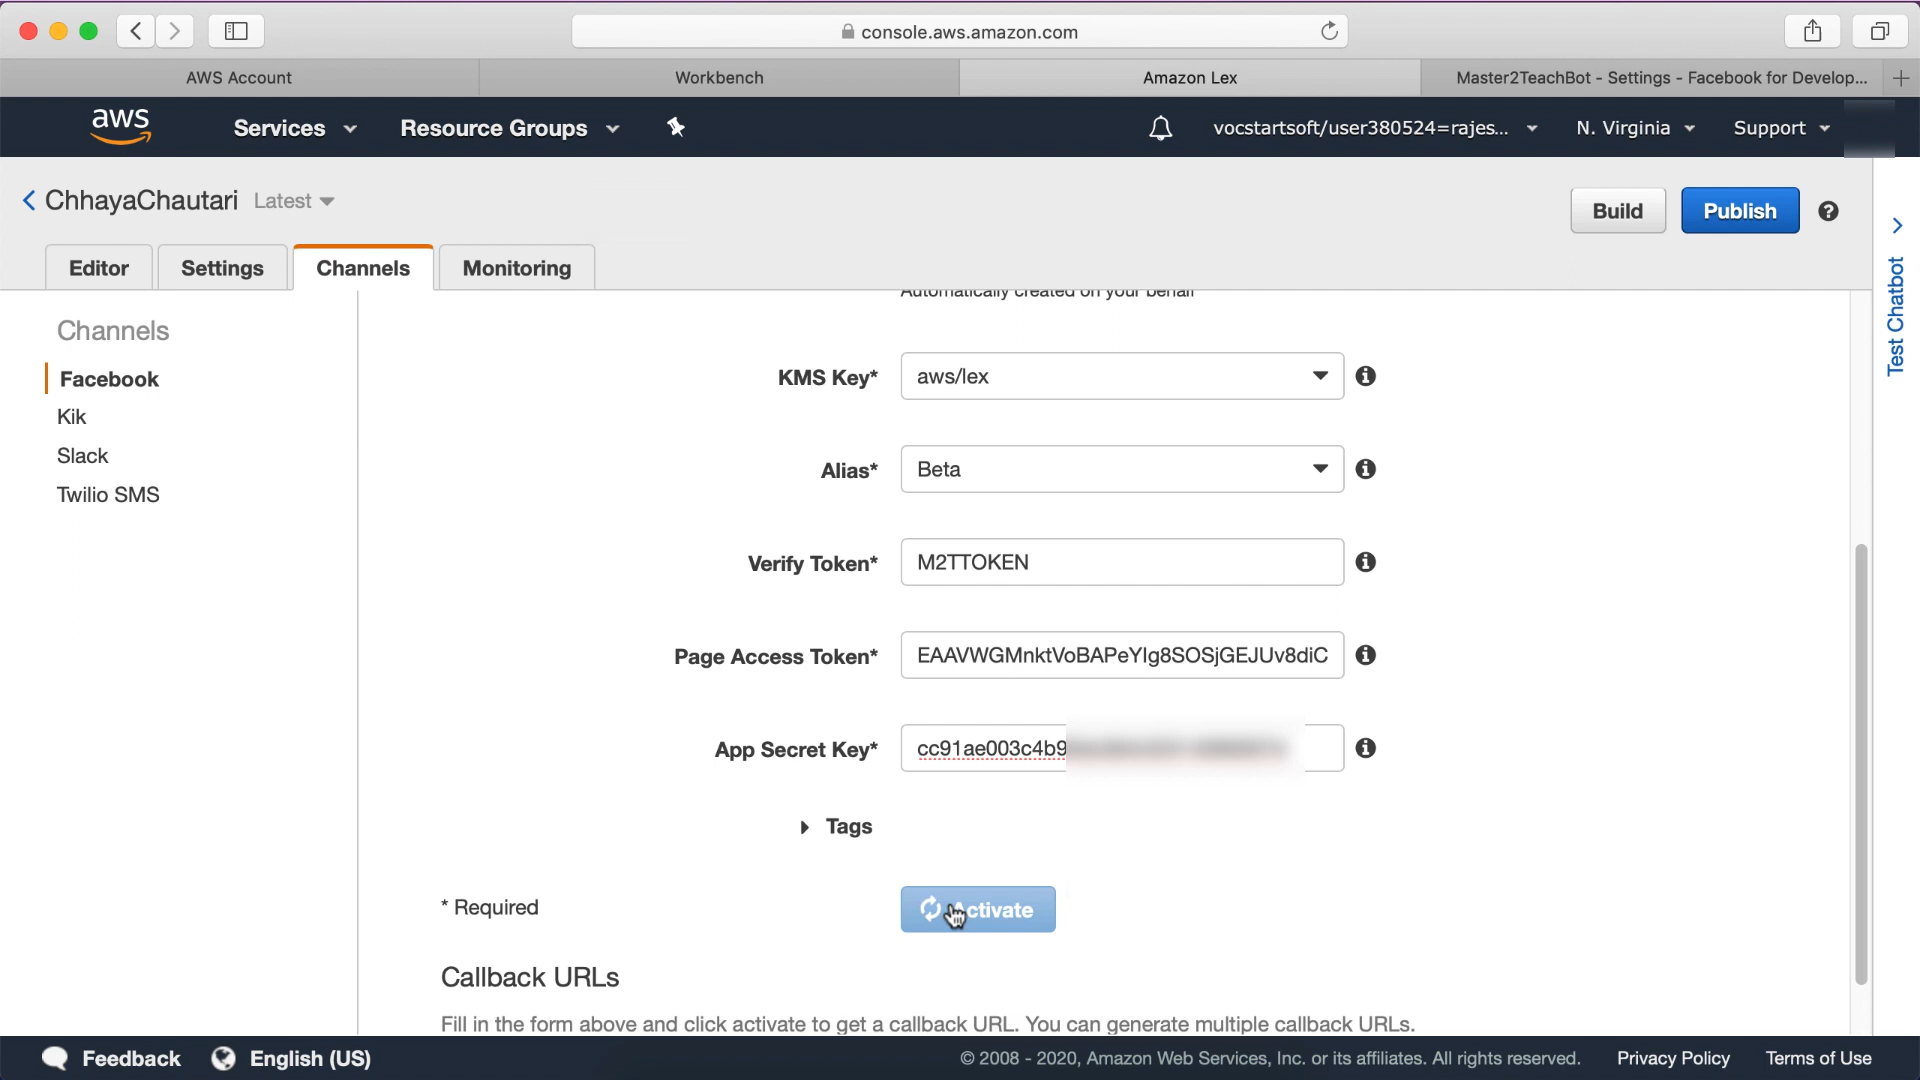 console.aws.amazon.com
AWS Account
Workbench
Amazon Lex
Master2TeachBot - Settings - Facebook for Develop...
aws
Services
Resource Groups
vocstartsoft/user380524=rajes...
N. Virginia
Support
ChhayaChautari
Latest
Build
Publish
Editor
Settings
Channels
Monitoring
Test Chatbot
Automatically created on your behalf
Channels
Facebook
Kik
Slack
Twilio SMS
KMS Key*
aws/lex
Alias*
Beta
Verify Token*
M2TTOKEN
Page Access Token*
EAAVWGMnktVoBAPeYIg8SOSjGEJUv8diC
App Secret Key*
cc91ae003c4b9
Tags
* Required
Activate
Callback URLs
Fill in the form above and click activate to get a callback URL. You can generate multiple callback URLs.
Feedback
English (US)
© 2008 - 2020, Amazon Web Services, Inc. or its affiliates. All rights reserved.
Privacy Policy
Terms of Use